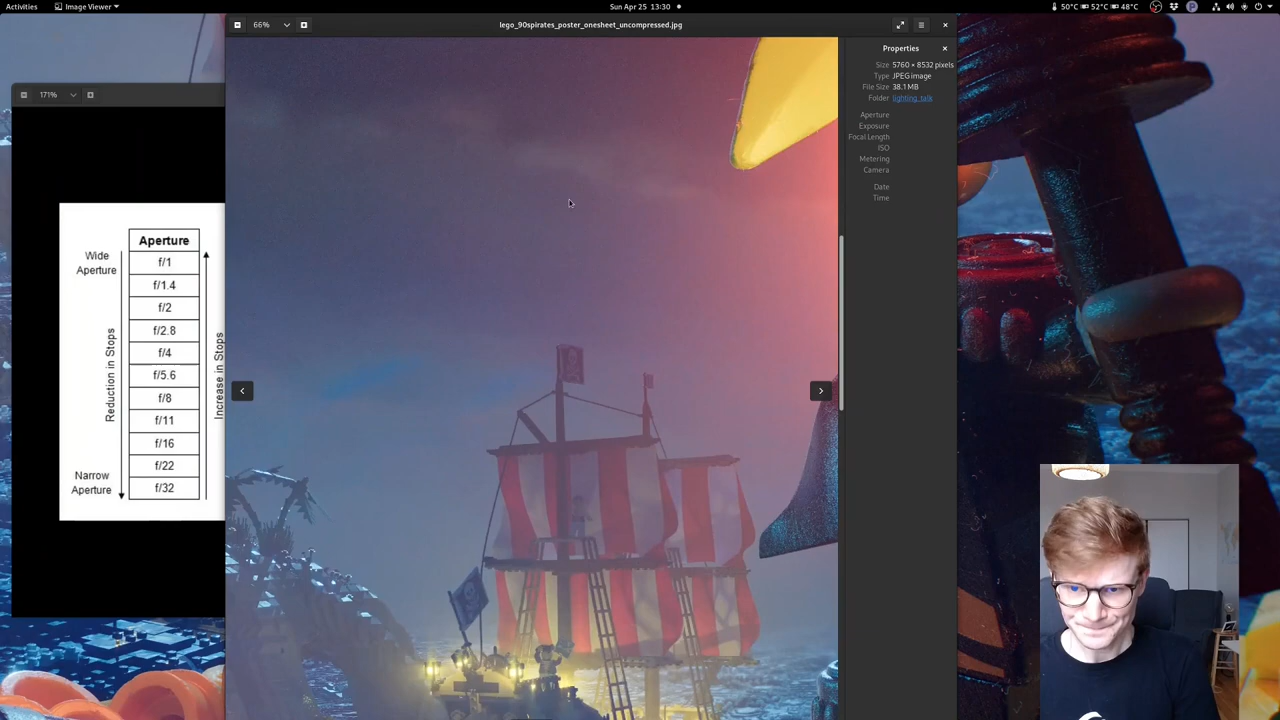 Activities
Image Viewer
Sun Apr 25 13:30
50°C
52°C
48°C
171%
66%
lego_90spirates_poster_onesheet_uncompressed.jpg
Properties
Size 5760 × 8532 pixels
Type JPEG image
File Size 38.1 MB
Folder lighting_talk
Aperture
Exposure
Focal Length
ISO
Metering
Camera
Date
Time
Aperture
Wide
Aperture
f/1
f/1.4
f/2
f/2.8
f/4
f/5.6
f/8
f/11
f/16
f/22
f/32
Reduction in Stops
Increase in Stops
Narrow
Aperture